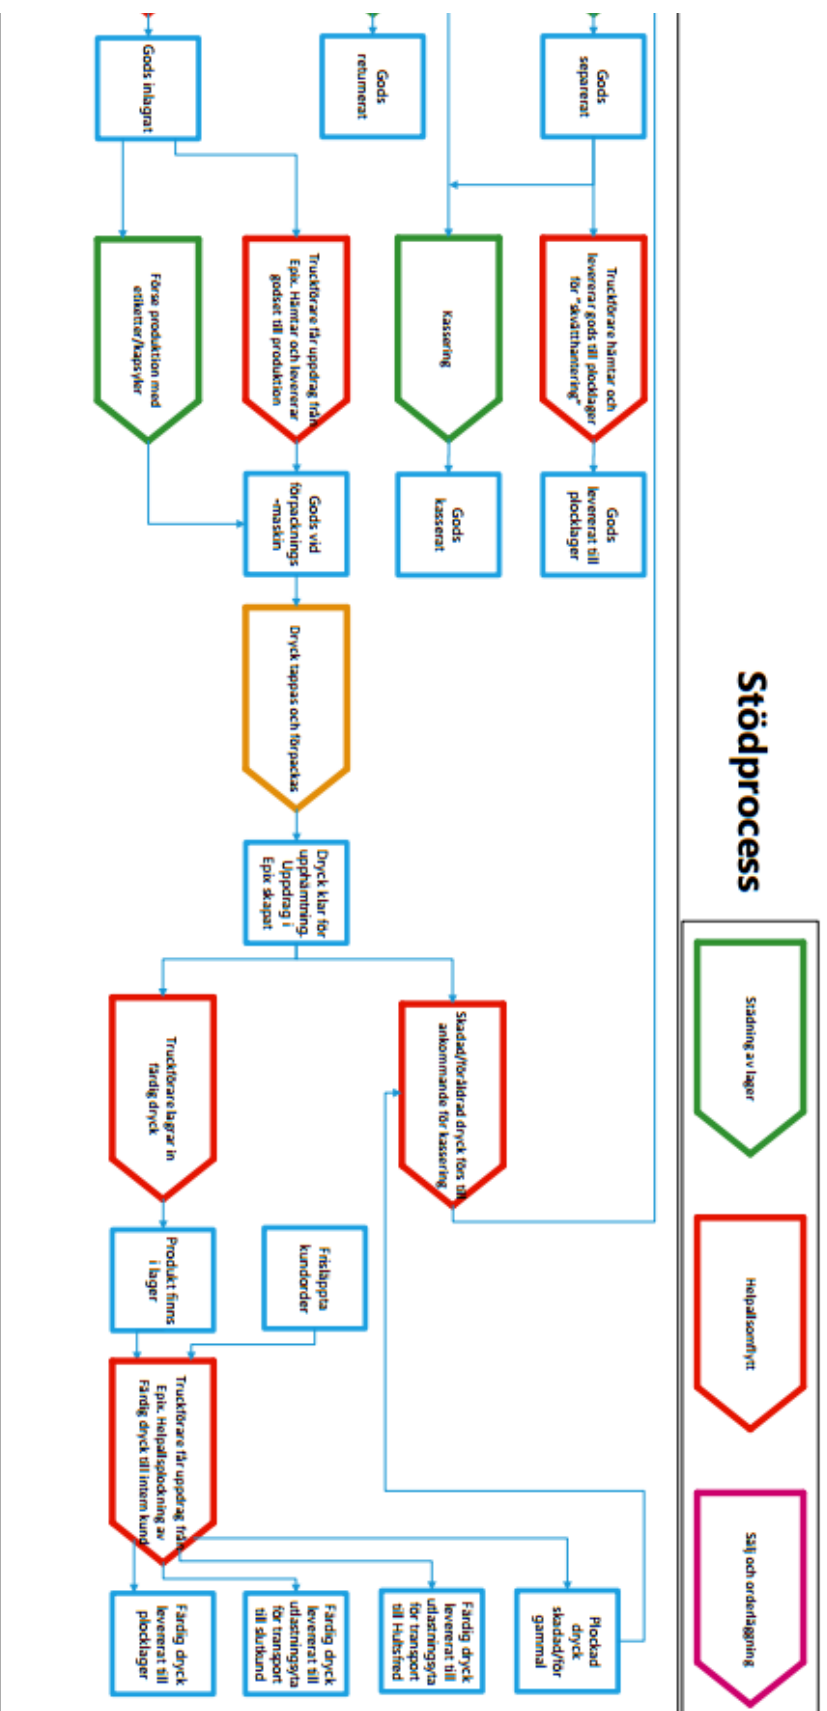 Stödprocess
Städning av lager
Helpallsomflytt
Sälj och orderläggning
Gods
separerat
Truckförare hämtar och
levererar gods till plocklager
för "skvätthantering"
Gods
levererat till
plocklager
Gods
returnerat
Kassering
Gods
kasserat
Skadad/föråldrad dryck förs till
ankommande för kassering
Plockad
dryck
skadad/för
gammal
Gods inlagrat
Truckförare får uppdrag från
Epix. Hämtar och levererar
godset till produktion
Gods vid
förpacknings
-maskin
Dryck tappas och förpackas
Dryck klar för
upphämtning.
Uppdrag i
Epix skapat
Frisläppta
kundorder
Färdig dryck
levererat till
utlastningsyta
för transport
till Hultsfred
Färdig dryck
levererat till
utlastningsyta
för transport
till slutkund
Förse produktion med
etiketter/kapsyler
Truckförare lagrar in
färdig dryck
Produkt finns
i lager
Truckförare får uppdrag från
Epix. Helpallsplockning av
Färdig dryck till intern kund
Färdig dryck
levererat till
plocklager